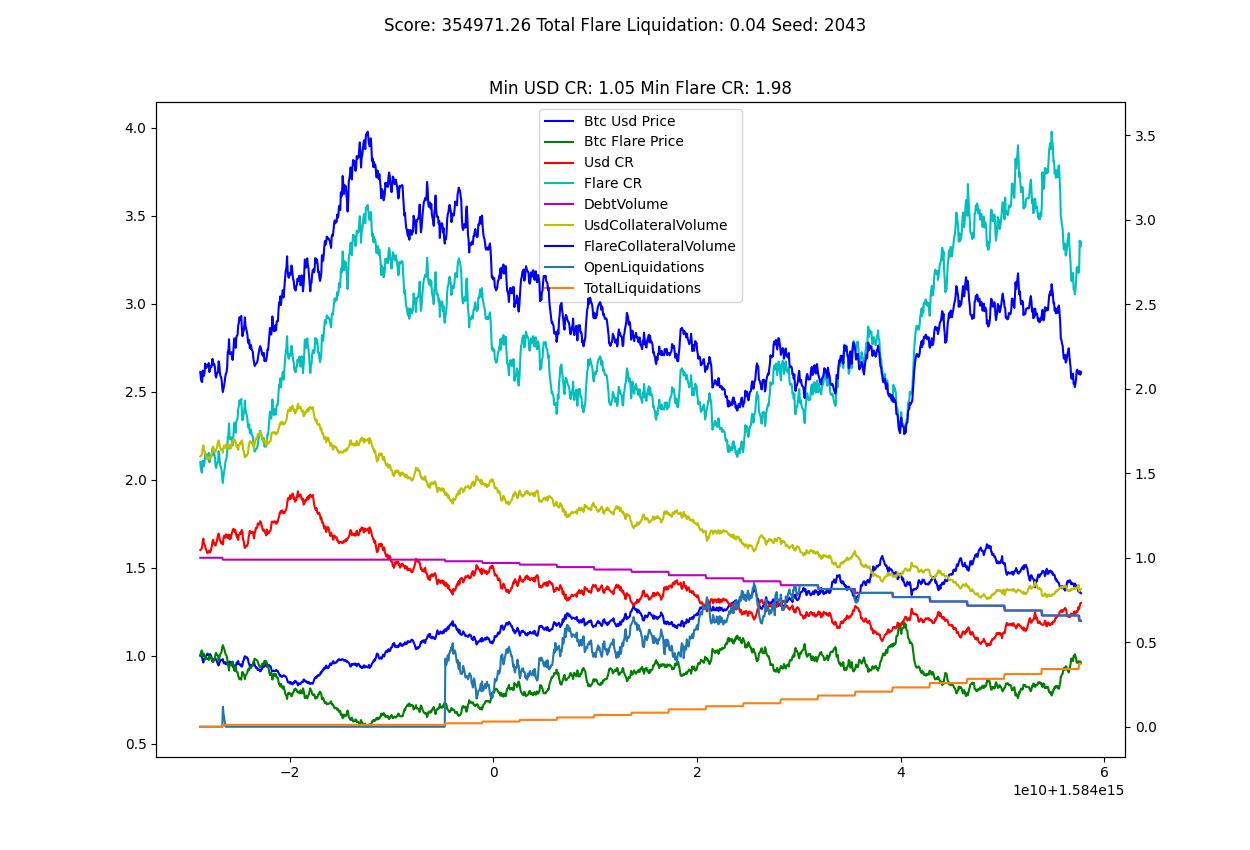 Score: 354971.26 Total Flare Liquidation: 0.04 Seed: 2043
Min USD CR: 1.05 Min Flare CR: 1.98
Btc Usd Price
Btc Flare Price
Usd CR
Flare CR
DebtVolume
UsdCollateralVolume
FlareCollateralVolume
OpenLiquidations
TotalLiquidations
4.0
3.5
3.0
2.5
2.0
1.5
1.0
0.5
3.5
3.0
2.5
2.0
1.5
1.0
0.5
0.0
−2 0 2 4 6
1e10+1.584e15